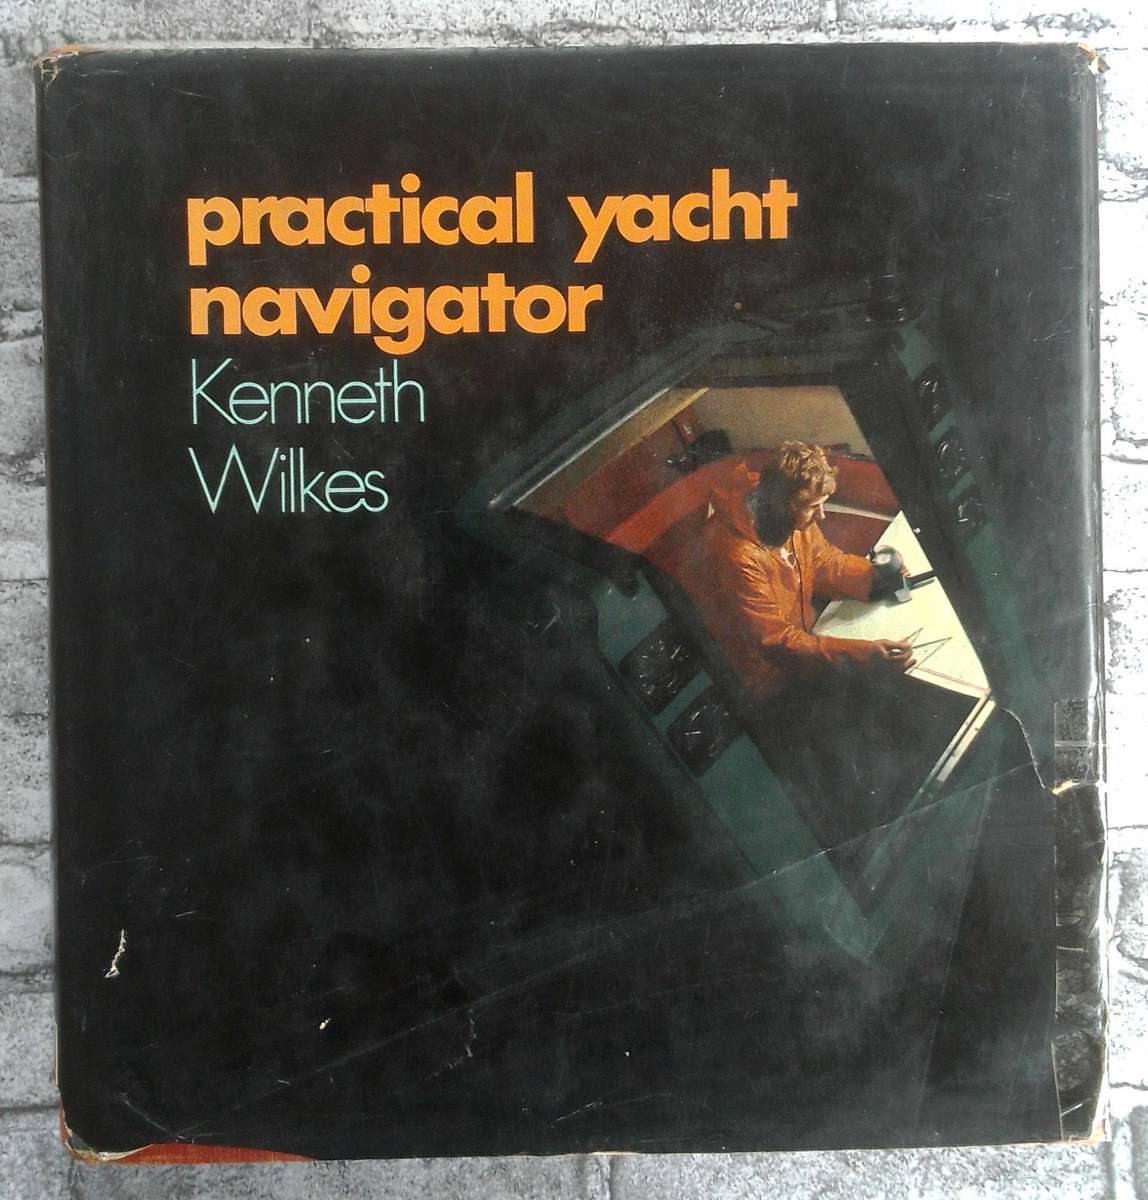 practical yacht
navigator
Kenneth
Wilkes